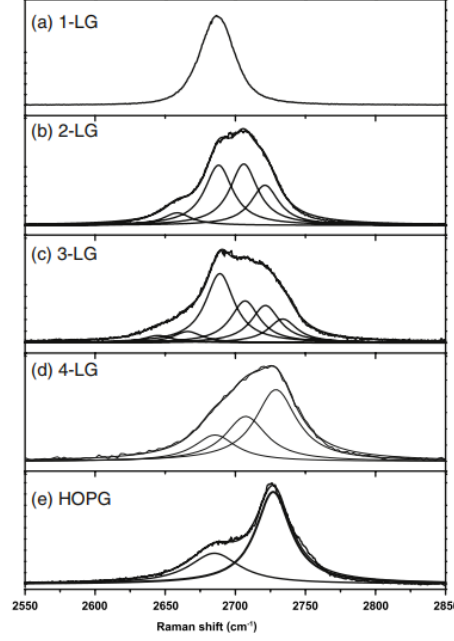 (a) 1-LG
(b) 2-LG
(c) 3-LG
(d) 4-LG
(e) HOPG
2550 2600 2650 2700 2750 2800 2850
Raman shift (cm⁻¹)